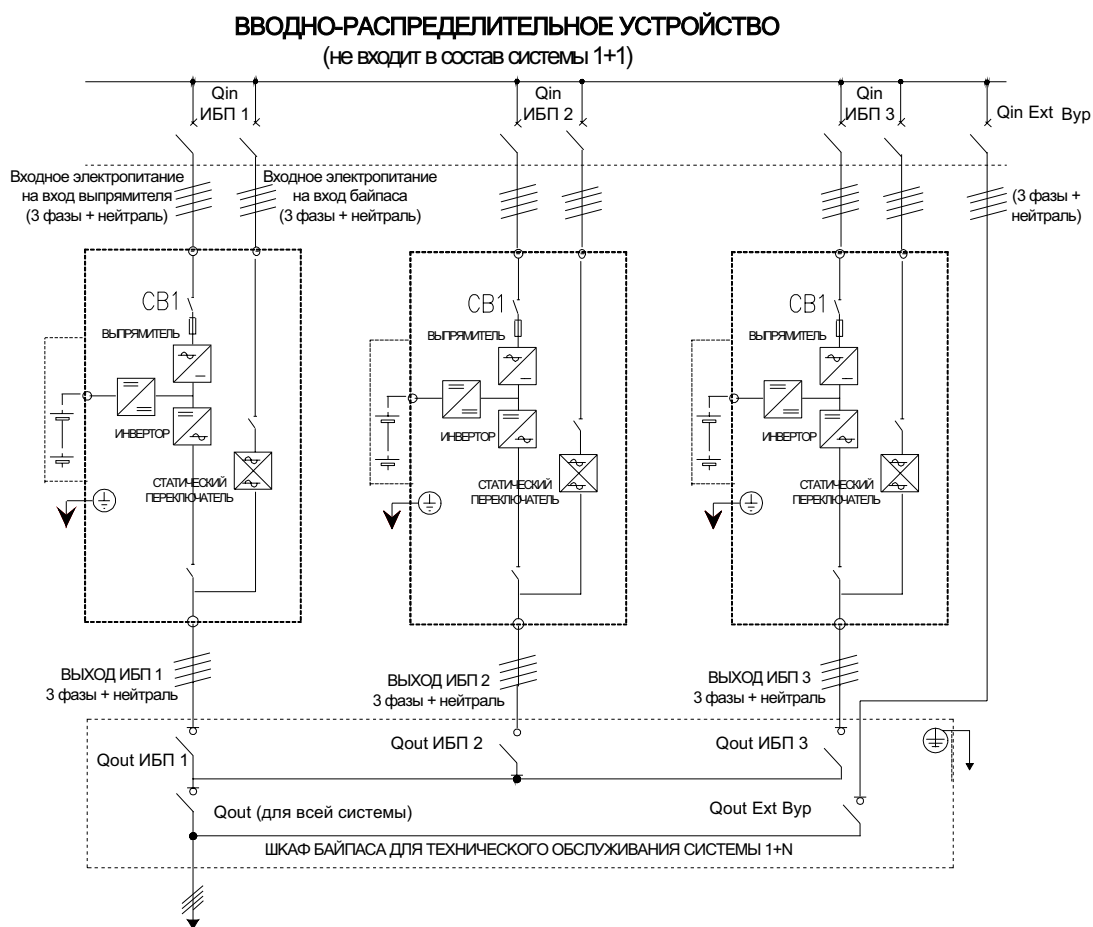 ВВОДНО-РАСПРЕДЕЛИТЕЛЬНОЕ УСТРОЙСТВО
(не входит в состав системы 1+1)
Qin
ИБП 1
Qin
ИБП 2
Qin
ИБП 3
Qin Ext Byp
Входное электропитание
на вход выпрямителя
(3 фазы + нейтраль)
Входное электропитание
на вход байпаса
(3 фазы + нейтраль)
(3 фазы +
нейтраль)
CB1
ВЫПРЯМИТЕЛЬ
ИНВЕРТОР
СТАТИЧЕСКИЙ
ПЕРЕКЛЮЧАТЕЛЬ
CB1
ВЫПРЯМИТЕЛЬ
ИНВЕРТОР
СТАТИЧЕСКИЙ
ПЕРЕКЛЮЧАТЕЛЬ
CB1
ВЫПРЯМИТЕЛЬ
ИНВЕРТОР
СТАТИЧЕСКИЙ
ПЕРЕКЛЮЧАТЕЛЬ
ВЫХОД ИБП 1
3 фазы + нейтраль
ВЫХОД ИБП 2
3 фазы + нейтраль
ВЫХОД ИБП 3
3 фазы + нейтраль
Qout ИБП 1
Qout ИБП 2
Qout ИБП 3
Qout (для всей системы)
Qout Ext Byp
ШКАФ БАЙПАСА ДЛЯ ТЕХНИЧЕСКОГО ОБСЛУЖИВАНИЯ СИСТЕМЫ 1+N